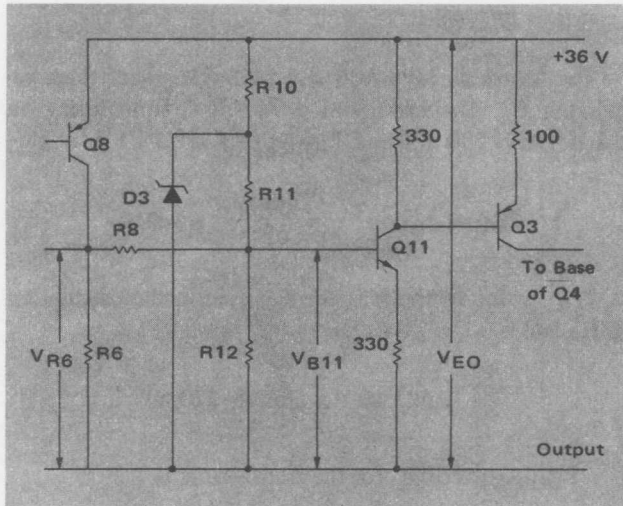 +36 V
R10
330
100
Q8
D3
R11
Q3
R8
Q11
To Base
of Q4
VR6
R6
R12
VB11
330
VEO
Output